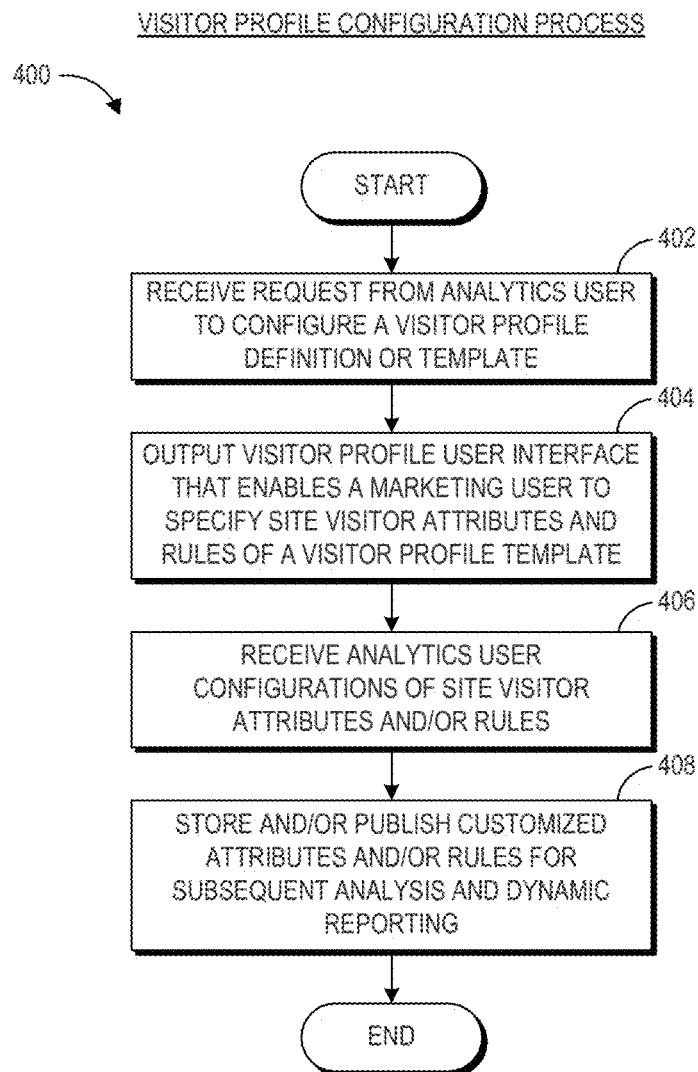 VISITOR PROFILE CONFIGURATION PROCESS
400
START
402
RECEIVE REQUEST FROM ANALYTICS USER
TO CONFIGURE A VISITOR PROFILE
DEFINITION OR TEMPLATE
404
OUTPUT VISITOR PROFILE USER INTERFACE
THAT ENABLES A MARKETING USER TO
SPECIFY SITE VISITOR ATTRIBUTES AND
RULES OF A VISITOR PROFILE TEMPLATE
406
RECEIVE ANALYTICS USER
CONFIGURATIONS OF SITE VISITOR
ATTRIBUTES AND/OR RULES
408
STORE AND/OR PUBLISH CUSTOMIZED
ATTRIBUTES AND/OR RULES FOR
SUBSEQUENT ANALYSIS AND DYNAMIC
REPORTING
END